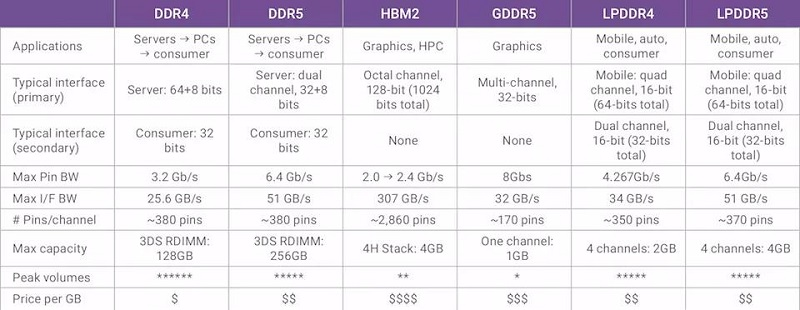 DDR4 DDR5 HBM2 GDDR5 LPDDR4 LPDDR5
Applications Servers → PCs → consumer Servers → PCs → consumer Graphics, HPC Graphics Mobile, auto, consumer Mobile, auto, consumer
Typical interface (primary) Server: 64+8 bits Server: dual channel, 32+8 bits Octal channel, 128-bit (1024 bits total) Multi-channel, 32-bits Mobile: quad channel, 16-bit (64-bits total) Mobile: quad channel, 16-bit (64-bits total)
Typical interface (secondary) Consumer: 32 bits Consumer: 32 bits None None Dual channel, 16-bit (32-bits total) Dual channel, 16-bit (32-bits total)
Max Pin BW 3.2 Gb/s 6.4 Gb/s 2.0 → 2.4 Gb/s 8Gbs 4.267Gb/s 6.4Gb/s
Max I/F BW 25.6 GB/s 51 GB/s 307 GB/s 32 GB/s 34 GB/s 51 GB/s
# Pins/channel ~380 pins ~380 pins ~2,860 pins ~170 pins ~350 pins ~370 pins
Max capacity 3DS RDIMM: 128GB 3DS RDIMM: 256GB 4H Stack: 4GB One channel: 1GB 4 channels: 2GB 4 channels: 4GB
Peak volumes ****** ***** ** * ***** *****
Price per GB $ $$ $$$$ $$$ $$ $$